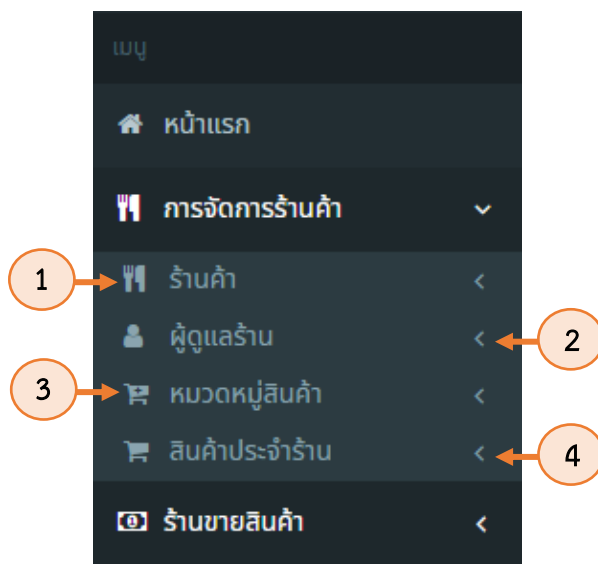 เมนู
หน้าแรก
การจัดการร้านค้า
1 ร้านค้า
ผู้ดูแลร้าน 2
3 หมวดหมู่สินค้า
สินค้าประจำร้าน 4
ร้านขายสินค้า